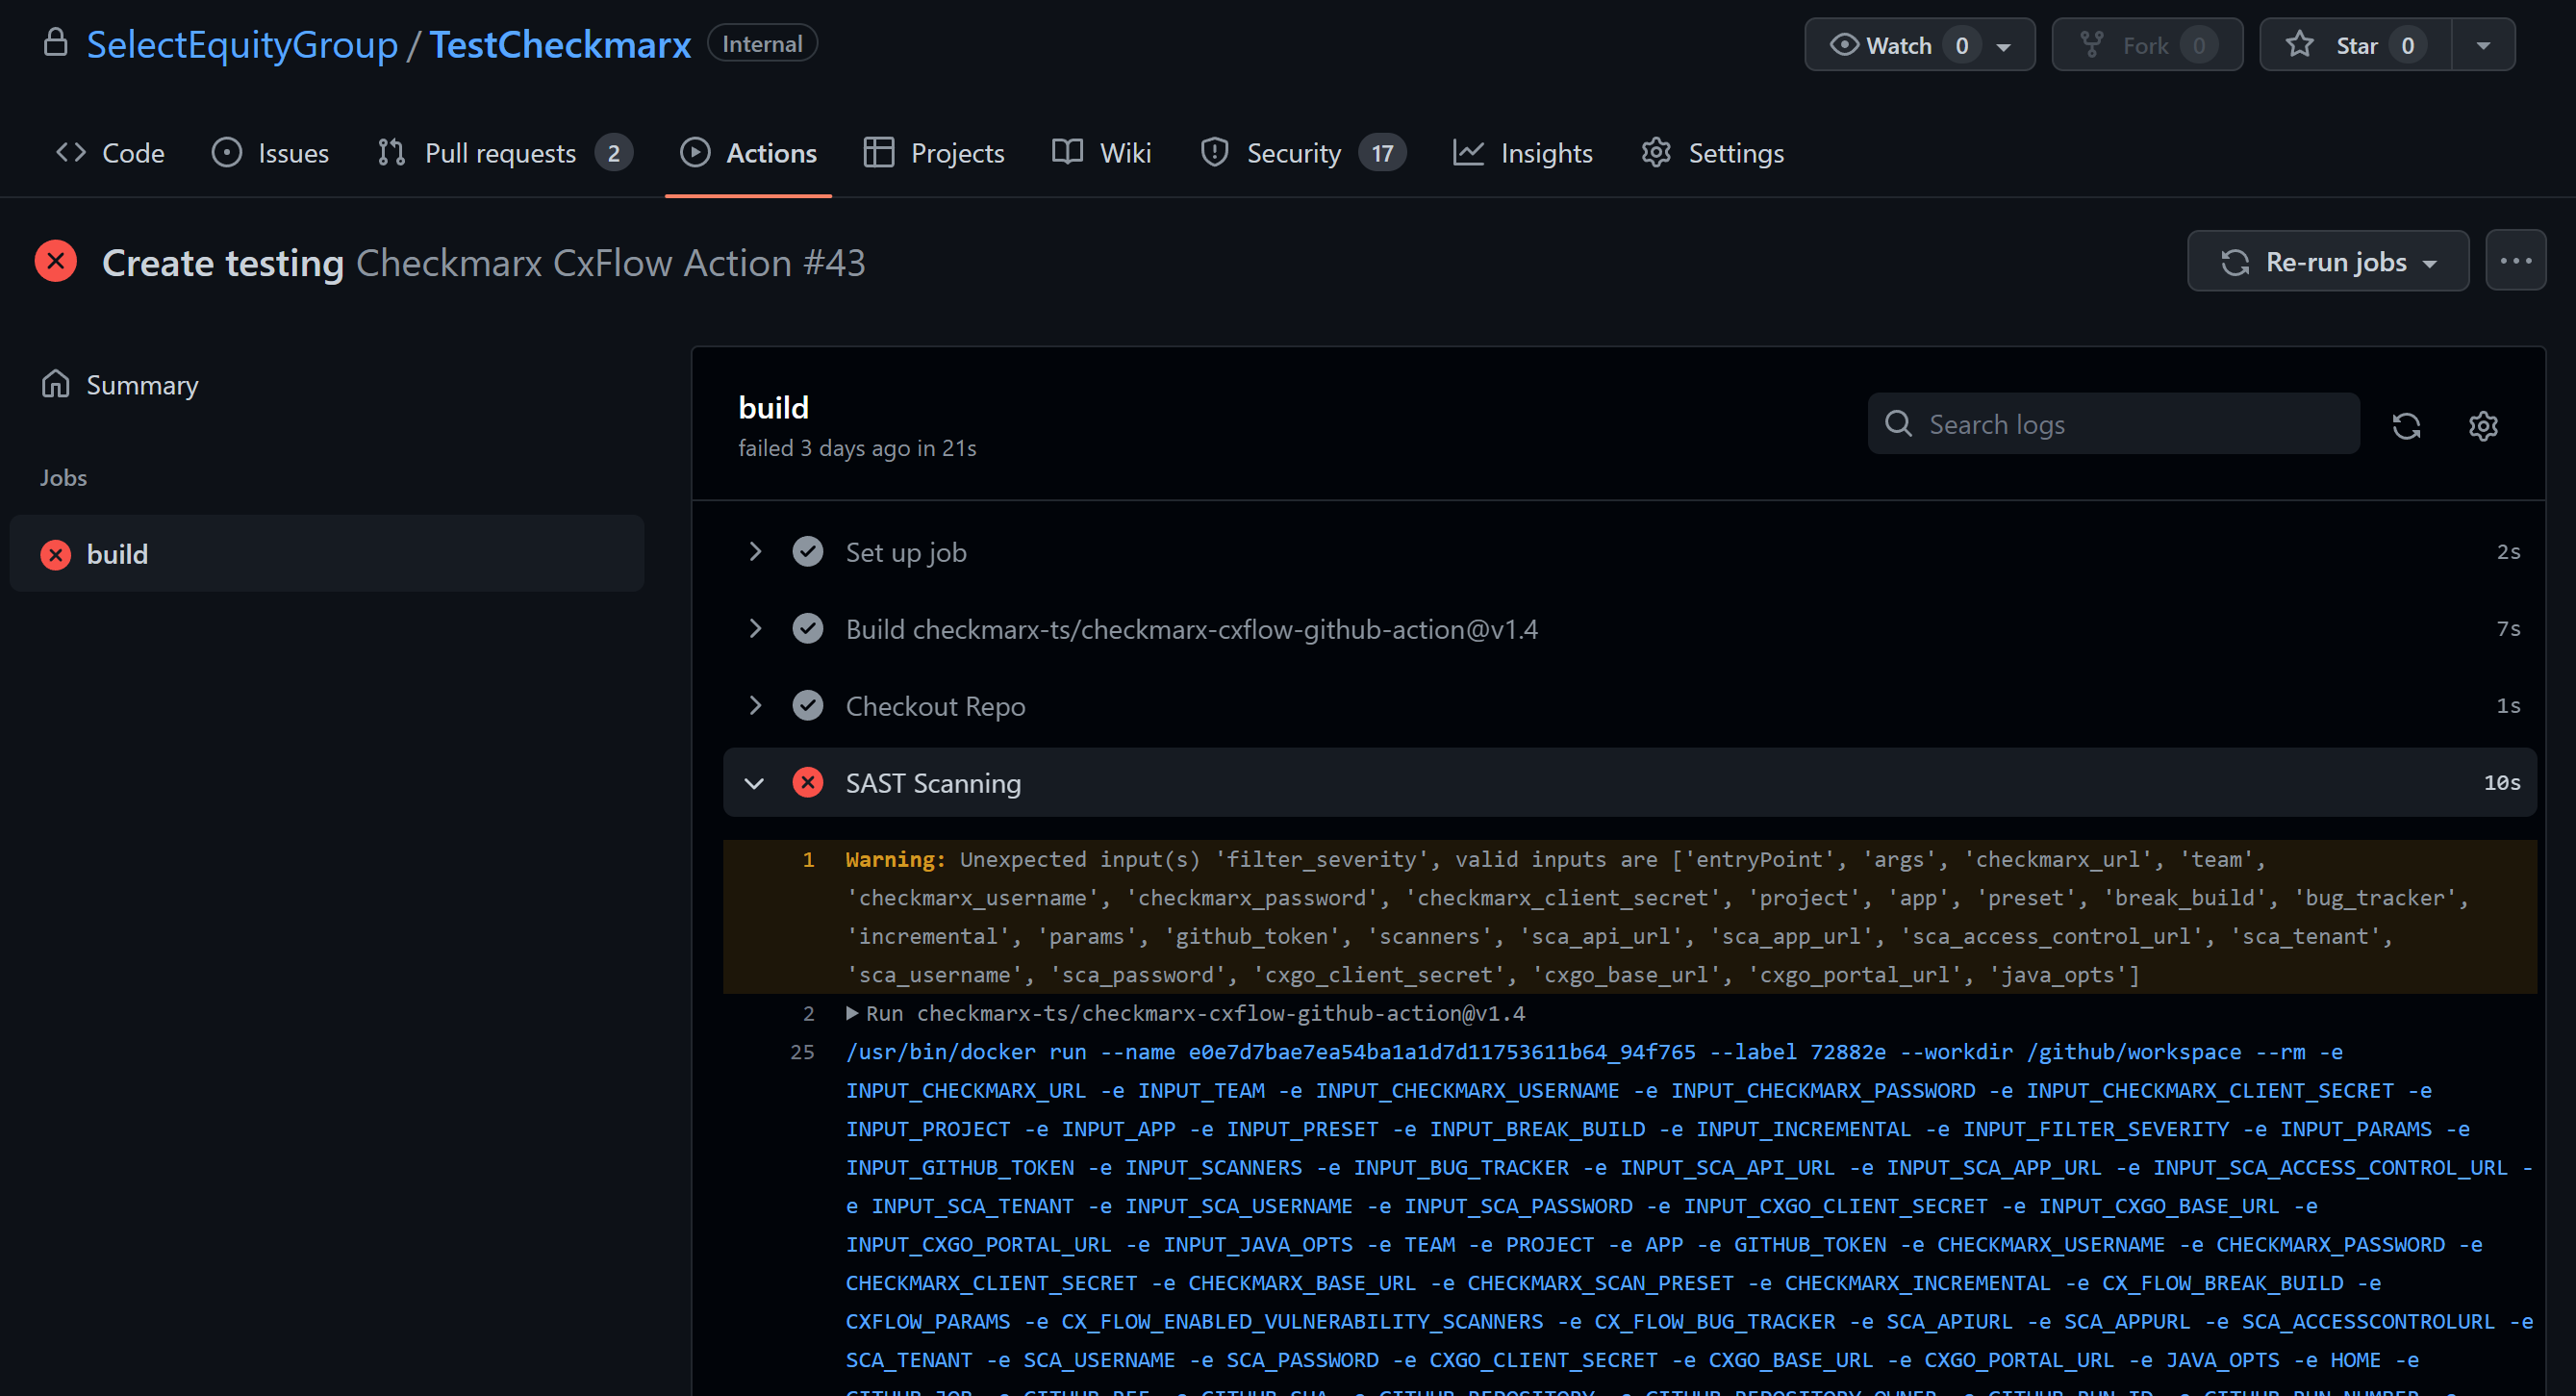 SelectEquityGroup / TestCheckmarx Internal
Watch 0 Fork 0 Star 0
Code Issues Pull requests 2 Actions Projects Wiki Security 17 Insights Settings
Create testing Checkmarx CxFlow Action #43
Re-run jobs
Summary
Jobs
build
build
failed 3 days ago in 21s
Search logs
Set up job 2s
Build checkmarx-ts/checkmarx-cxflow-github-action@v1.4 7s
Checkout Repo 1s
SAST Scanning 10s
1 Warning: Unexpected input(s) 'filter_severity', valid inputs are ['entryPoint', 'args', 'checkmarx_url', 'team',
'checkmarx_username', 'checkmarx_password', 'checkmarx_client_secret', 'project', 'app', 'preset', 'break_build', 'bug_tracker',
'incremental', 'params', 'github_token', 'scanners', 'sca_api_url', 'sca_app_url', 'sca_access_control_url', 'sca_tenant',
'sca_username', 'sca_password', 'cxgo_client_secret', 'cxgo_base_url', 'cxgo_portal_url', 'java_opts']
2 Run checkmarx-ts/checkmarx-cxflow-github-action@v1.4
25 /usr/bin/docker run --name e0e7d7bae7ea54ba1a1d7d11753611b64_94f765 --label 72882e --workdir /github/workspace --rm -e
INPUT_CHECKMARX_URL -e INPUT_TEAM -e INPUT_CHECKMARX_USERNAME -e INPUT_CHECKMARX_PASSWORD -e INPUT_CHECKMARX_CLIENT_SECRET -e
INPUT_PROJECT -e INPUT_APP -e INPUT_PRESET -e INPUT_BREAK_BUILD -e INPUT_INCREMENTAL -e INPUT_FILTER_SEVERITY -e INPUT_PARAMS -e
INPUT_GITHUB_TOKEN -e INPUT_SCANNERS -e INPUT_BUG_TRACKER -e INPUT_SCA_API_URL -e INPUT_SCA_APP_URL -e INPUT_SCA_ACCESS_CONTROL_URL -
e INPUT_SCA_TENANT -e INPUT_SCA_USERNAME -e INPUT_SCA_PASSWORD -e INPUT_CXGO_CLIENT_SECRET -e INPUT_CXGO_BASE_URL -e
INPUT_CXGO_PORTAL_URL -e INPUT_JAVA_OPTS -e TEAM -e PROJECT -e APP -e GITHUB_TOKEN -e CHECKMARX_USERNAME -e CHECKMARX_PASSWORD -e
CHECKMARX_CLIENT_SECRET -e CHECKMARX_BASE_URL -e CHECKMARX_SCAN_PRESET -e CHECKMARX_INCREMENTAL -e CX_FLOW_BREAK_BUILD -e
CXFLOW_PARAMS -e CX_FLOW_ENABLED_VULNERABILITY_SCANNERS -e CX_FLOW_BUG_TRACKER -e SCA_APIURL -e SCA_APPURL -e SCA_ACCESSCONTROLURL -e
SCA_TENANT -e SCA_USERNAME -e SCA_PASSWORD -e CXGO_CLIENT_SECRET -e CXGO_BASE_URL -e CXGO_PORTAL_URL -e JAVA_OPTS -e HOME -e
GITHUB_JOB -e GITHUB_REF -e GITHUB_SHA -e GITHUB_REPOSITORY -e GITHUB_REPOSITORY_OWNER -e GITHUB_RUN_ID -e GITHUB_RUN_NUMBER -e